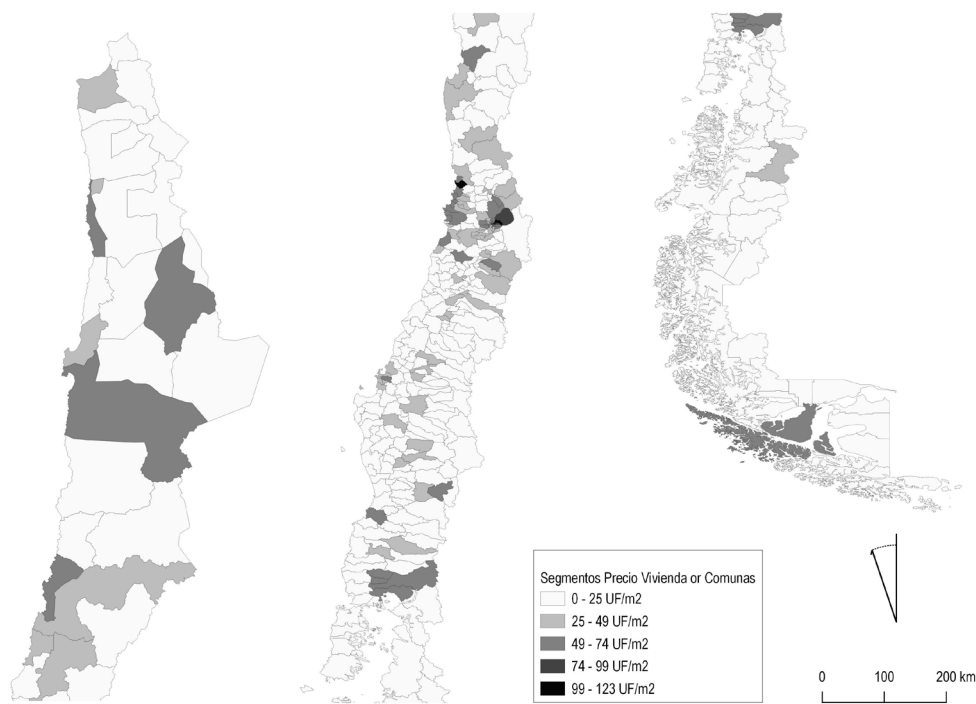 Segmentos Precio Vivienda or Comunas
0 - 25 UF/m2
25 - 49 UF/m2
49 - 74 UF/m2
74 - 99 UF/m2
99 - 123 UF/m2
0 100 200 km